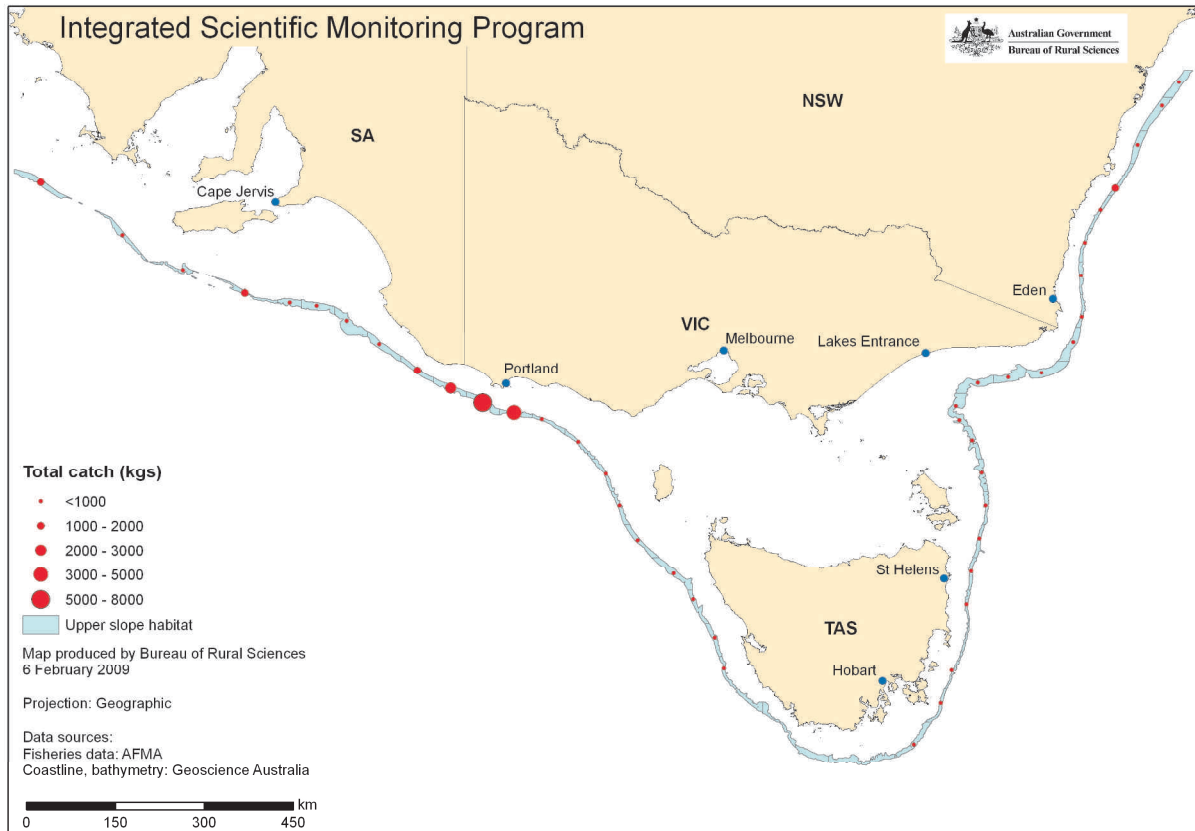 Integrated Scientific Monitoring Program
Australian Government
Bureau of Rural Sciences
NSW
SA
Cape Jervis
Eden
VIC
Melbourne
Lakes Entrance
Portland
Total catch (kgs)
<1000
1000 - 2000
2000 - 3000
3000 - 5000
5000 - 8000
Upper slope habitat
St Helens
TAS
Hobart
Map produced by Bureau of Rural Sciences
6 February 2009
Projection: Geographic
Data sources:
Fisheries data: AFMA
Coastline, bathymetry: Geoscience Australia
km
0 150 300 450